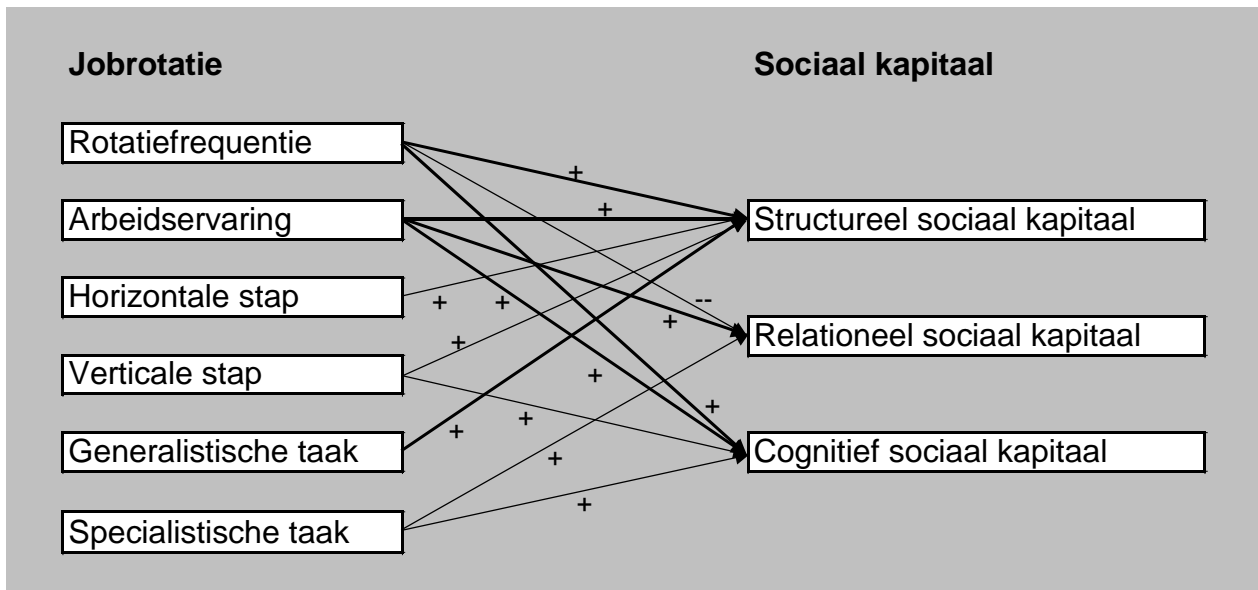 Jobrotatie
Sociaal kapitaal
Rotatiefrequentie
+
Arbeidservaring
+
Structureel sociaal kapitaal
Horizontale stap
+
+
--
+
Relationeel sociaal kapitaal
+
Verticale stap
+
+
+
Generalistische taak
+
+
Cognitief sociaal kapitaal
+
Specialistische taak